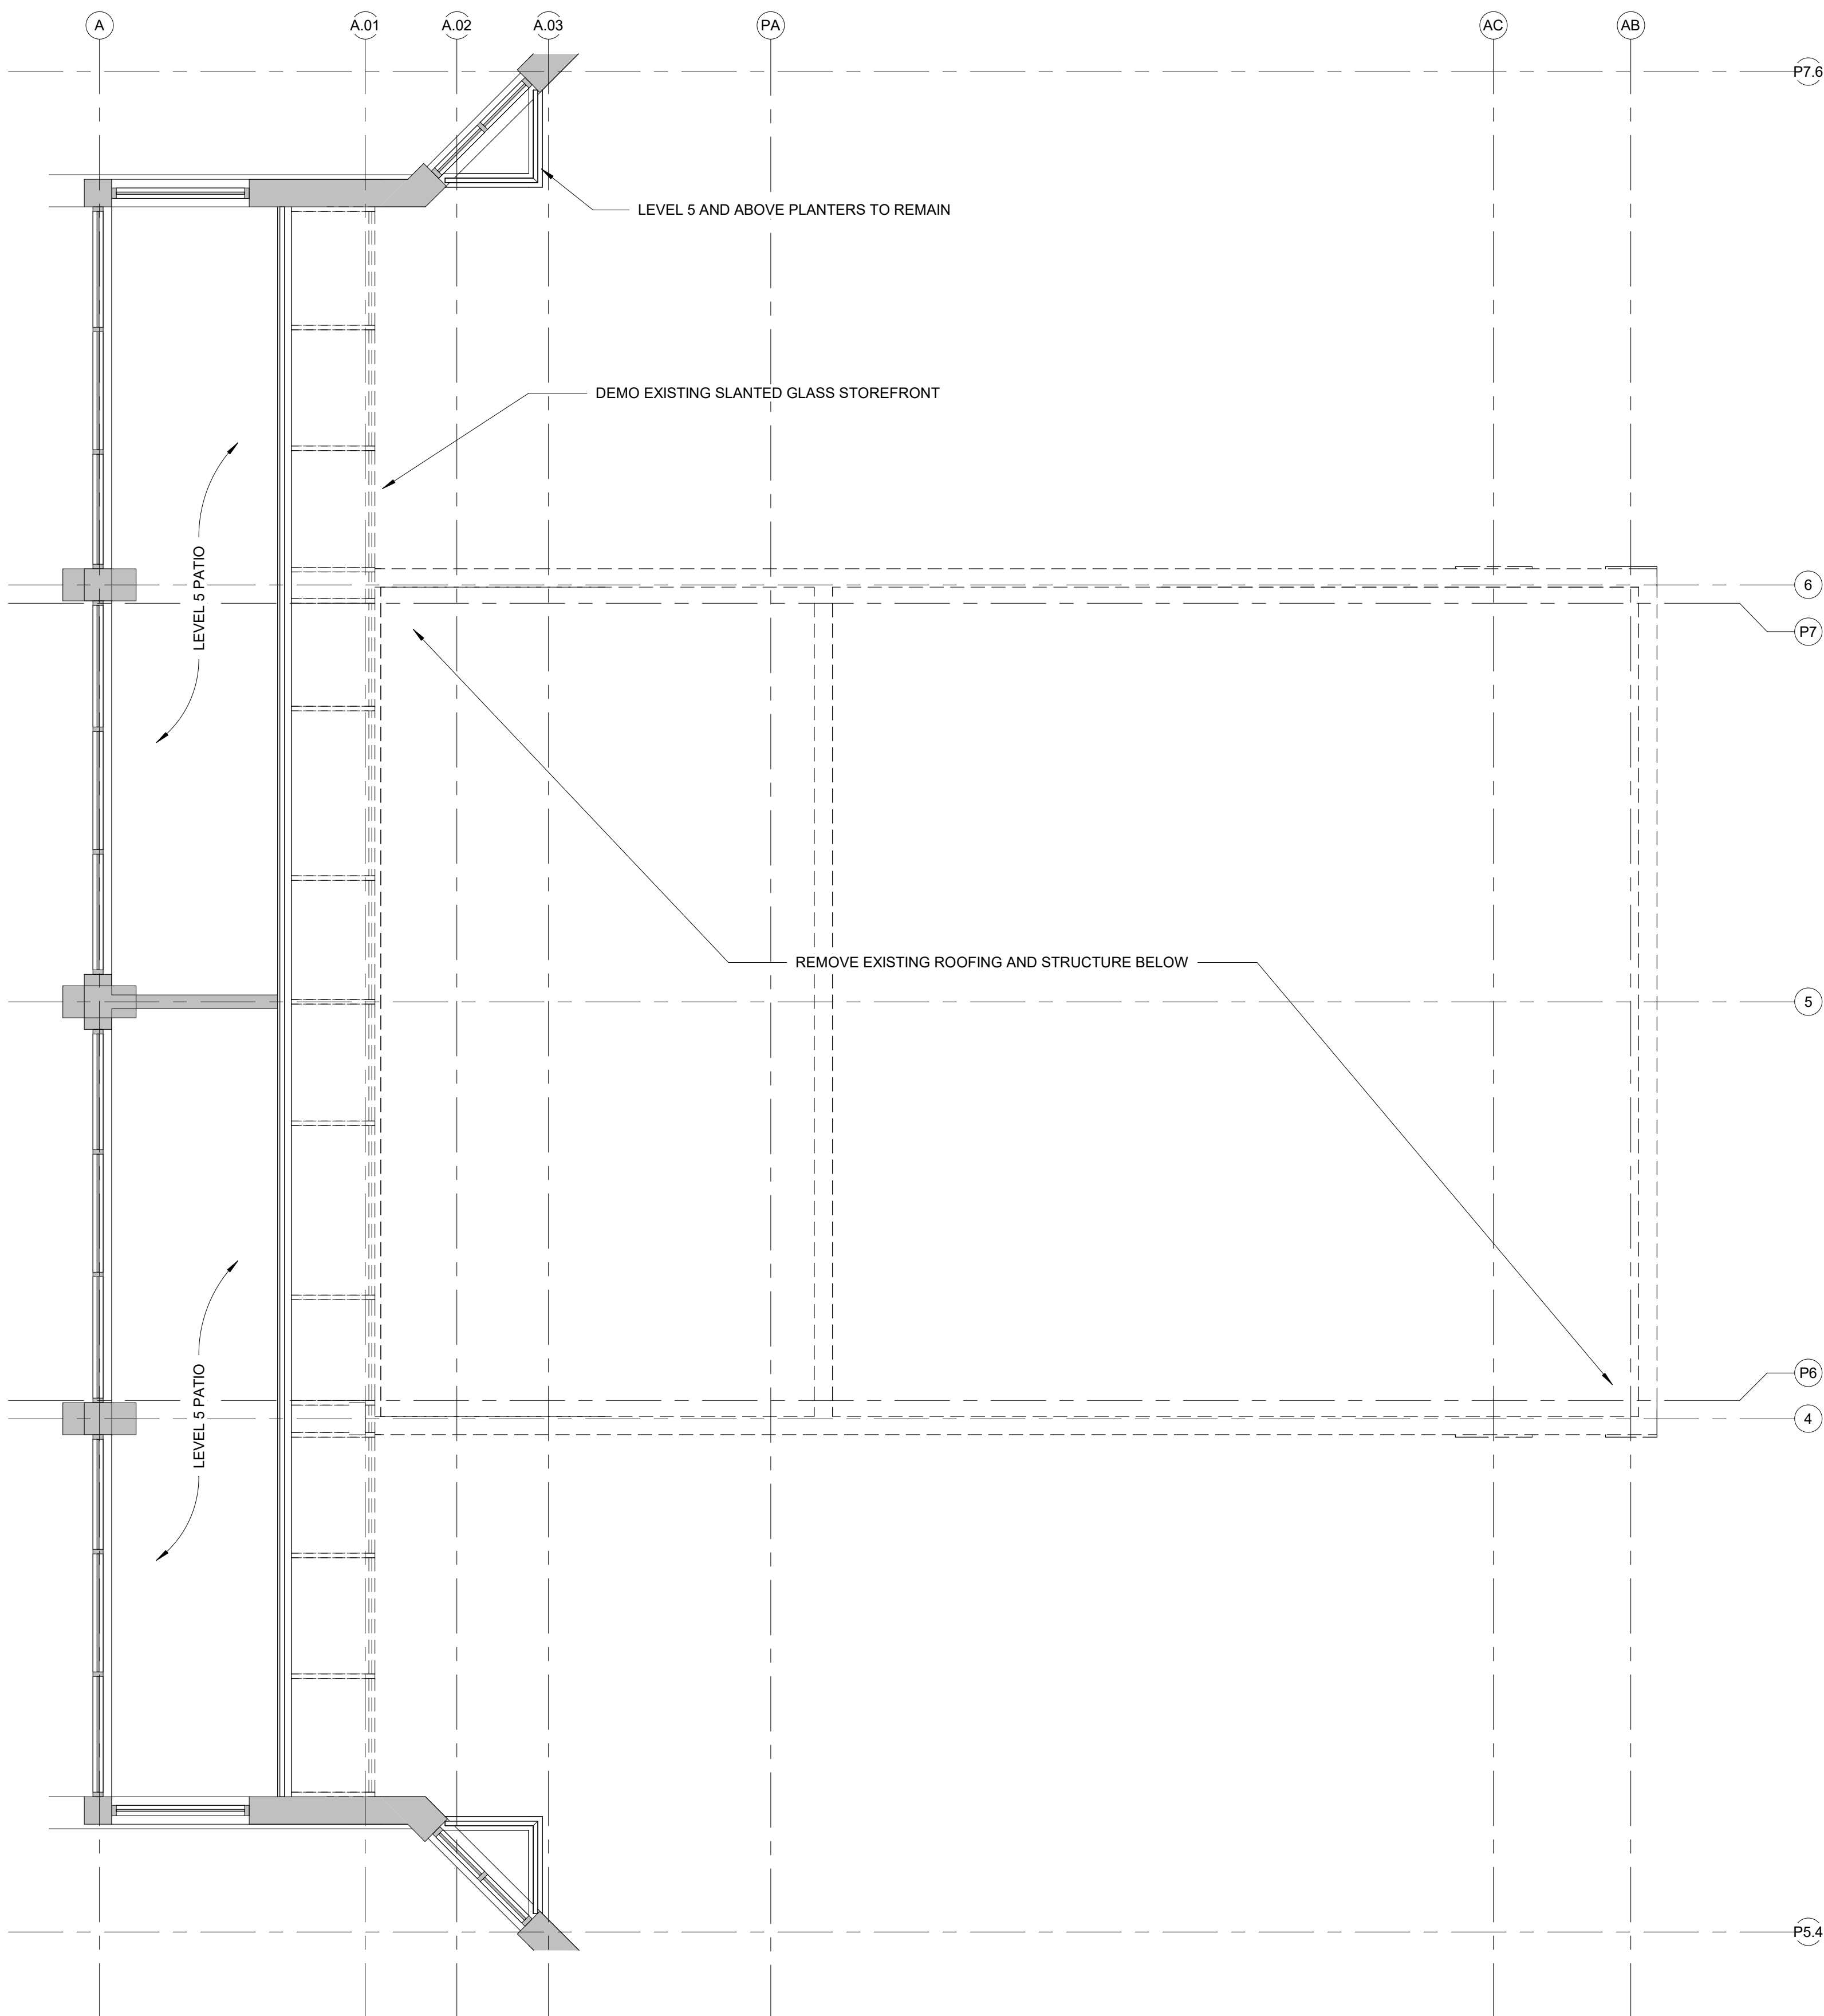 A
A.01
A.02
A.03
PA
AC
AB
P7.6
LEVEL 5 AND ABOVE PLANTERS TO REMAIN
DEMO EXISTING SLANTED GLASS STOREFRONT
LEVEL 5 PATIO
6
P7
REMOVE EXISTING ROOFING AND STRUCTURE BELOW
5
LEVEL 5 PATIO
P6
4
P5.4